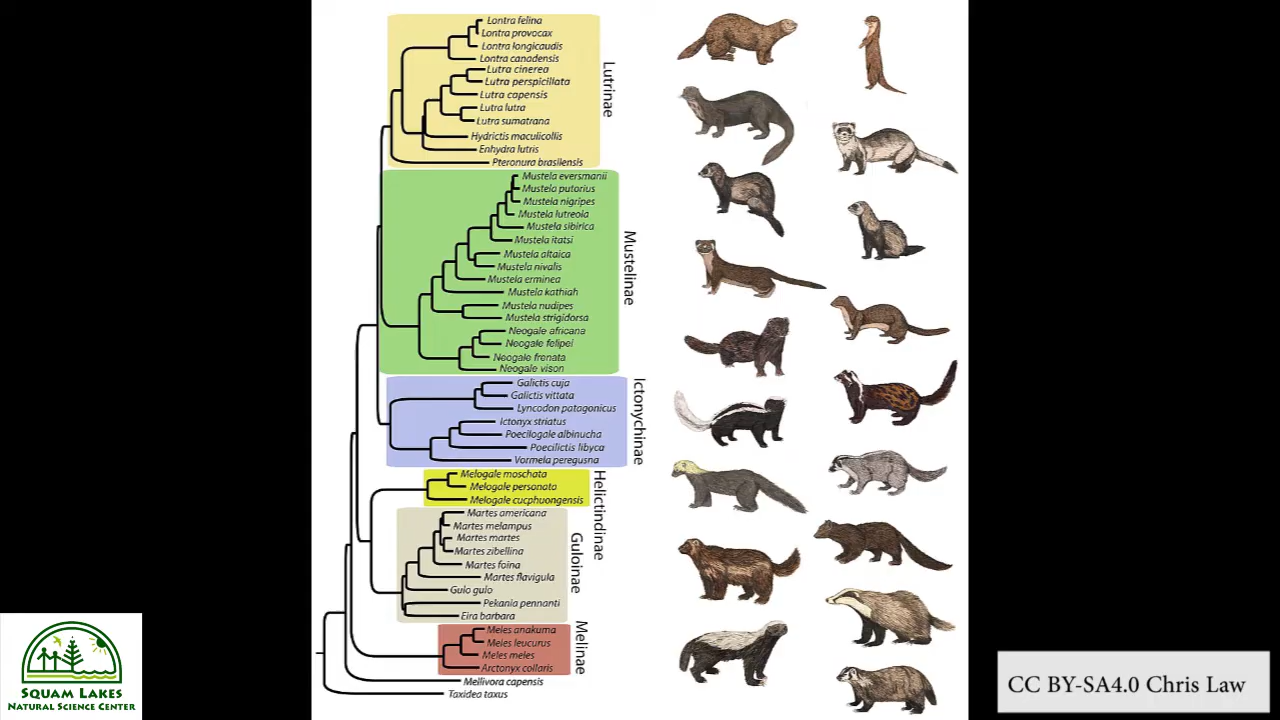 Lontra felina
Lontra provocax
Lontra longicaudis
Lontra canadensis
Lutra cinerea
Lutra perspicillata
Lutra capensis
Lutra lutra
Lutra sumatrana
Hydrictis maculicollis
Enhydra lutris
Pteronura brasilensis
Lutrinae
Mustela eversmanii
Mustela putorius
Mustela nigripes
Mustela lutreola
Mustela sibirica
Mustela itatsi
Mustela altaica
Mustela nivalis
Mustela erminea
Mustela kathiah
Mustela nudipes
Mustela strigidorsa
Neogale africana
Neogale felipei
Neogale frenata
Neogale vison
Mustelinae
Galictis cuja
Galictis vittata
Lyncodon patagonicus
Ictonyx striatus
Poecilogale albinucha
Poecilictis libyca
Vormela peregusna
Ictonychinae
Melogale moschata
Melogale personato
Melogale cucphuongensis
Helictindinae
Martes americana
Martes melampus
Martes martes
Martes zibellina
Martes foina
Martes flavigula
Gulo gulo
Pekania pennanti
Eira barbara
Guloinae
Meles anakuma
Meles leucurus
Meles meles
Arctonyx collaris
Melinae
Mellivora capensis
Taxidea taxus
SQUAM LAKES
NATURAL SCIENCE CENTER
CC BY-SA4.0 Chris Law